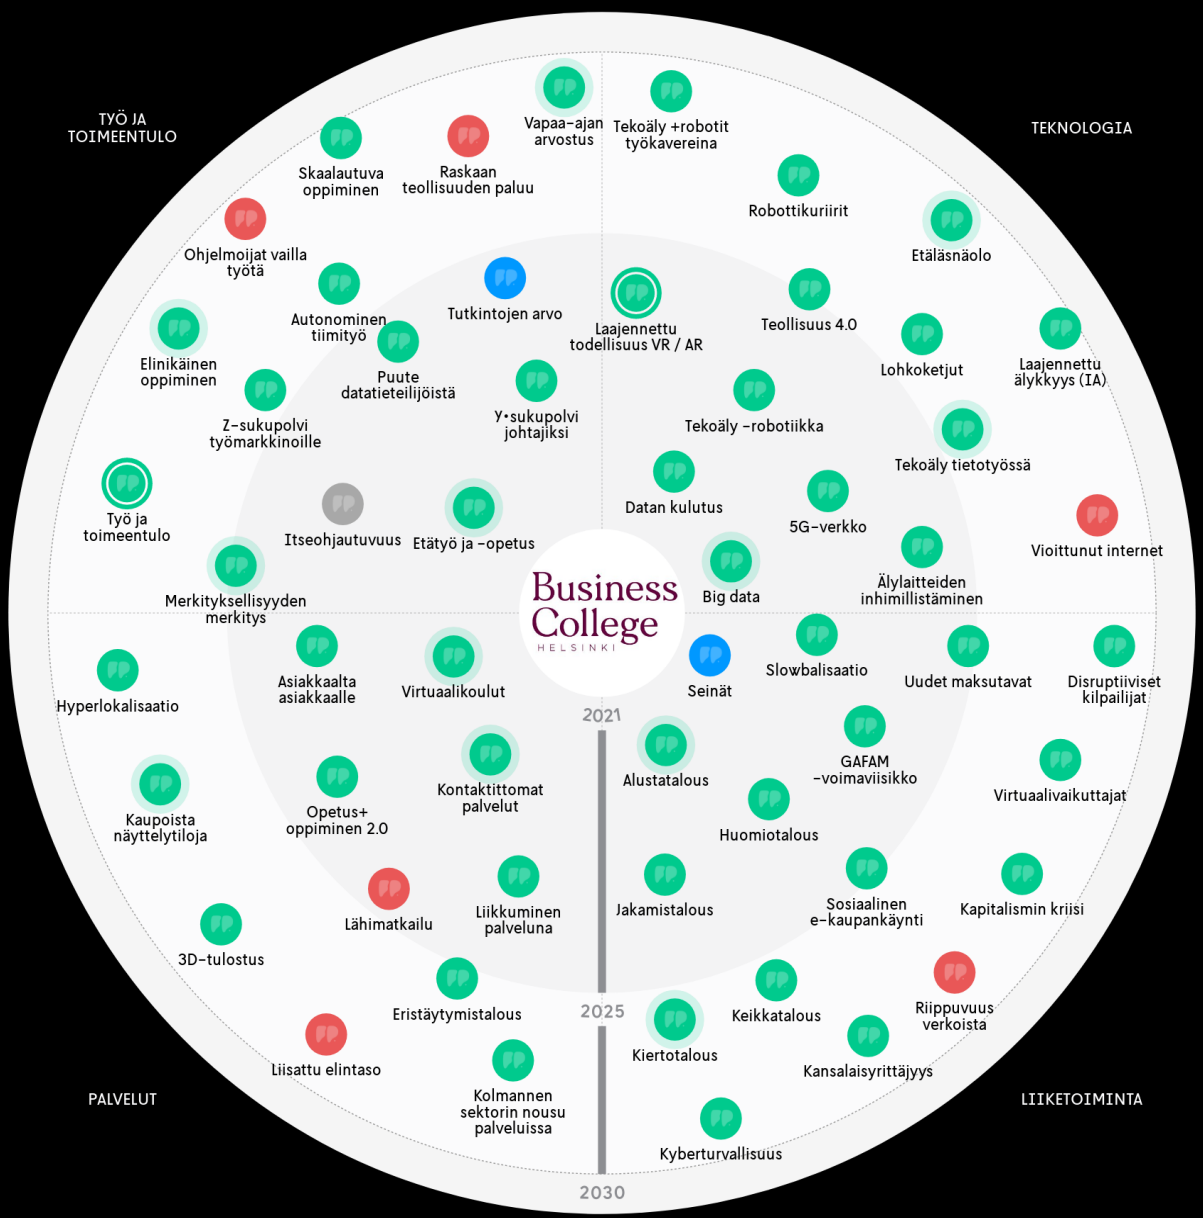 TYÖ JA
TOIMEENTULO
TEKNOLOGIA
Vapaa-ajan
arvostus
Tekoäly +robotit
työkavereina
Skaalautuva
oppiminen
Raskaan
teollisuuden paluu
Robottikuriirit
Ohjelmoijat vailla
työtä
Etäläsnäolo
Autonominen
tiimityö
Tutkintojen arvo
Laajennettu
todellisuus VR / AR
Teollisuus 4.0
Elinikäinen
oppiminen
Puute
datatieteilijöistä
Lohkoketjut
Laajennettu
älykkyys (IA)
Z-sukupolvi
työmarkkinoille
Y•sukupolvi
johtajiksi
Tekoäly -robotiikka
Tekoäly tietotyössä
Työ ja
toimeentulo
Itseohjautuvuus
Etätyö ja -opetus
Datan kulutus
5G-verkko
Vioittunut internet
Merkityksellisyyden
merkitys
Big data
Älylaitteiden
inhimillistäminen
Business
College
HELSINKI
Hyperlokalisaatio
Asiakkaalta
asiakkaalle
Virtuaalikoulut
Seinät
Slowbalisaatio
Uudet maksutavat
Disruptiiviset
kilpailijat
2021
Kaupoista
näyttelytiloja
Opetus+
oppiminen 2.0
Kontaktittomat
palvelut
Alustatalous
GAFAM
-voimaviisikko
Virtuaalivaikuttajat
Huomiotalous
Lähimatkailu
Liikkuminen
palveluna
Jakamistalous
Sosiaalinen
e-kaupankäynti
Kapitalismin kriisi
3D-tulostus
Eristäytymistalous
2025
Keikkatalous
Riippuvuus
verkoista
Liisattu elintaso
Kiertotalous
Kansalaisyrittäjyys
Kolmannen
sektorin nousu
palveluissa
Kyberturvallisuus
PALVELUT
LIIKETOIMINTA
2030